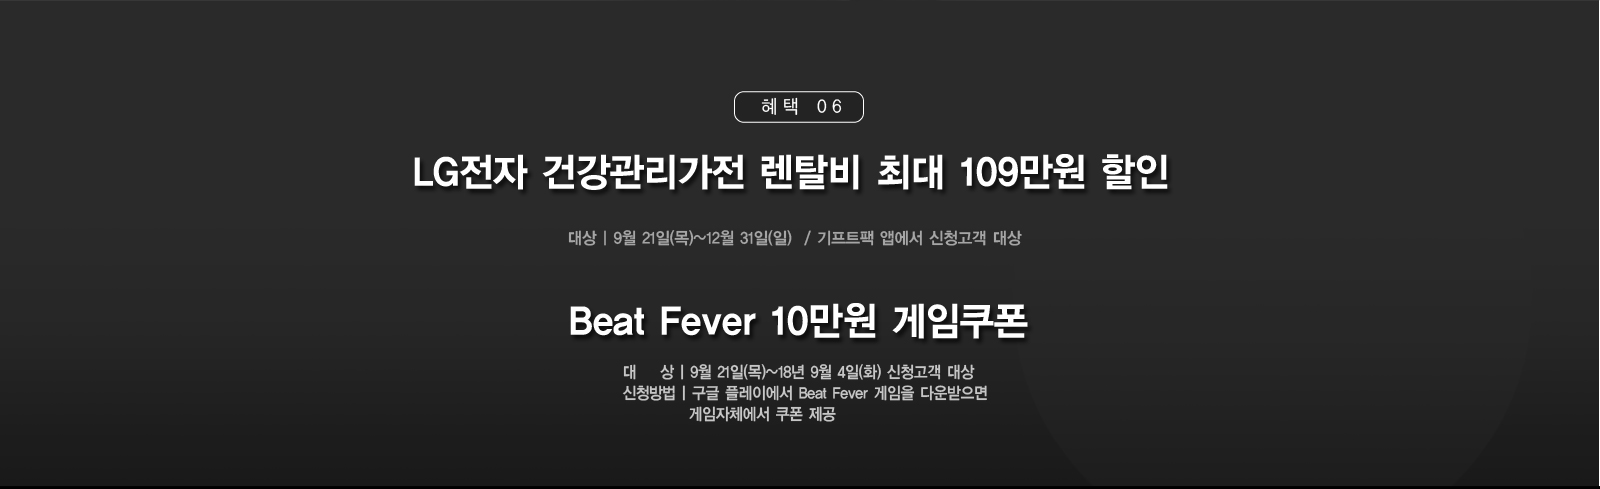 혜택 06
LG전자 건강관리가전 렌탈비 최대 109만원 할인
대상 | 9월 21일(목)~12월 31일(일) / 기프트팩 앱에서 신청고객 대상
Beat Fever 10만원 게임쿠폰
대 상 | 9월 21일(목)~18년 9월 4일(화) 신청고객 대상
신청방법 | 구글 플레이에서 Beat Fever 게임을 다운받으면
게임자체에서 쿠폰 제공